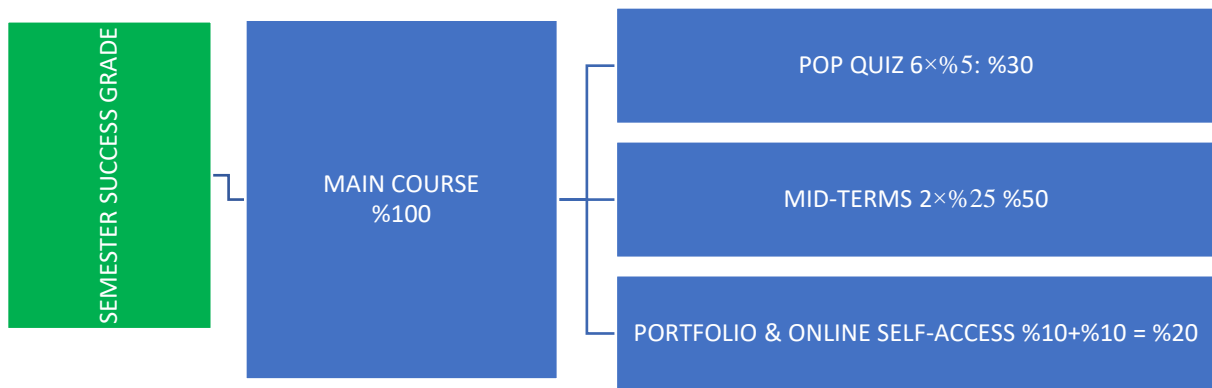 SEMESTER SUCCESS GRADE
MAIN COURSE
%100
POP QUIZ 6×%5: %30
MID-TERMS 2×%25 %50
PORTFOLIO & ONLINE SELF-ACCESS %10+%10 = %20